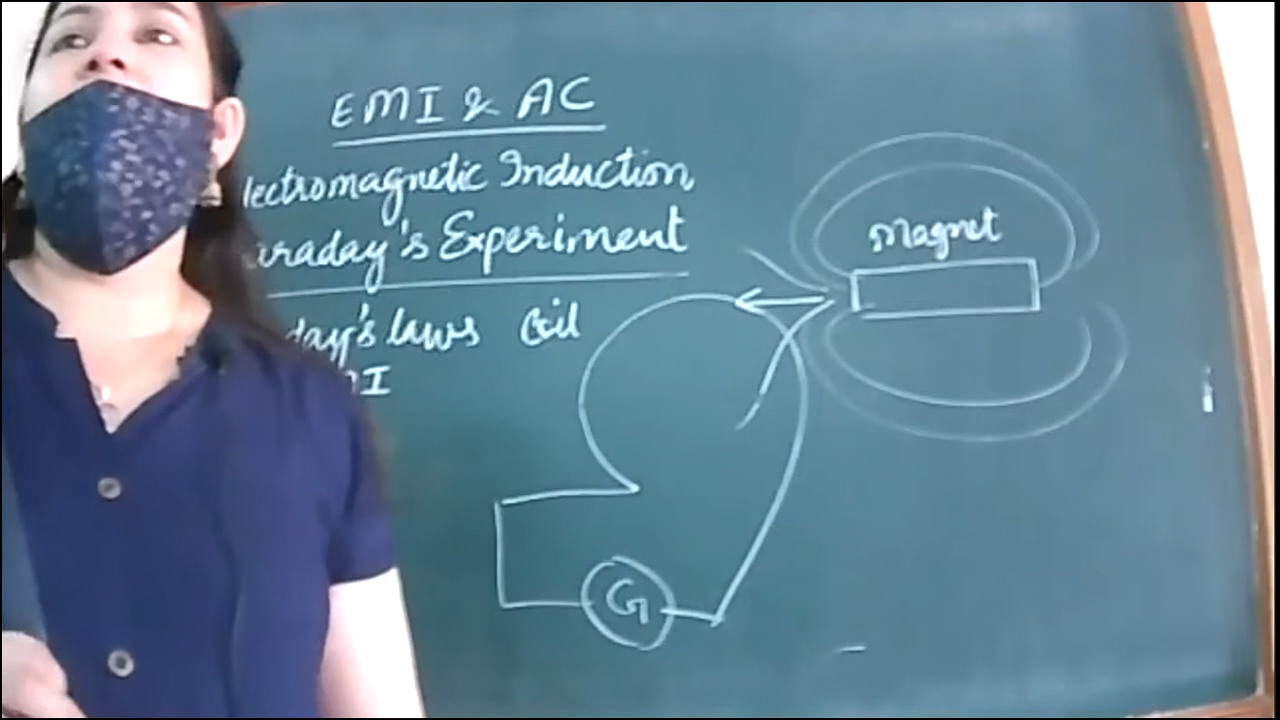 EMI & AC
lectromagnetic Induction
araday's Experiment
day's laws Coil
I
Magnet
G